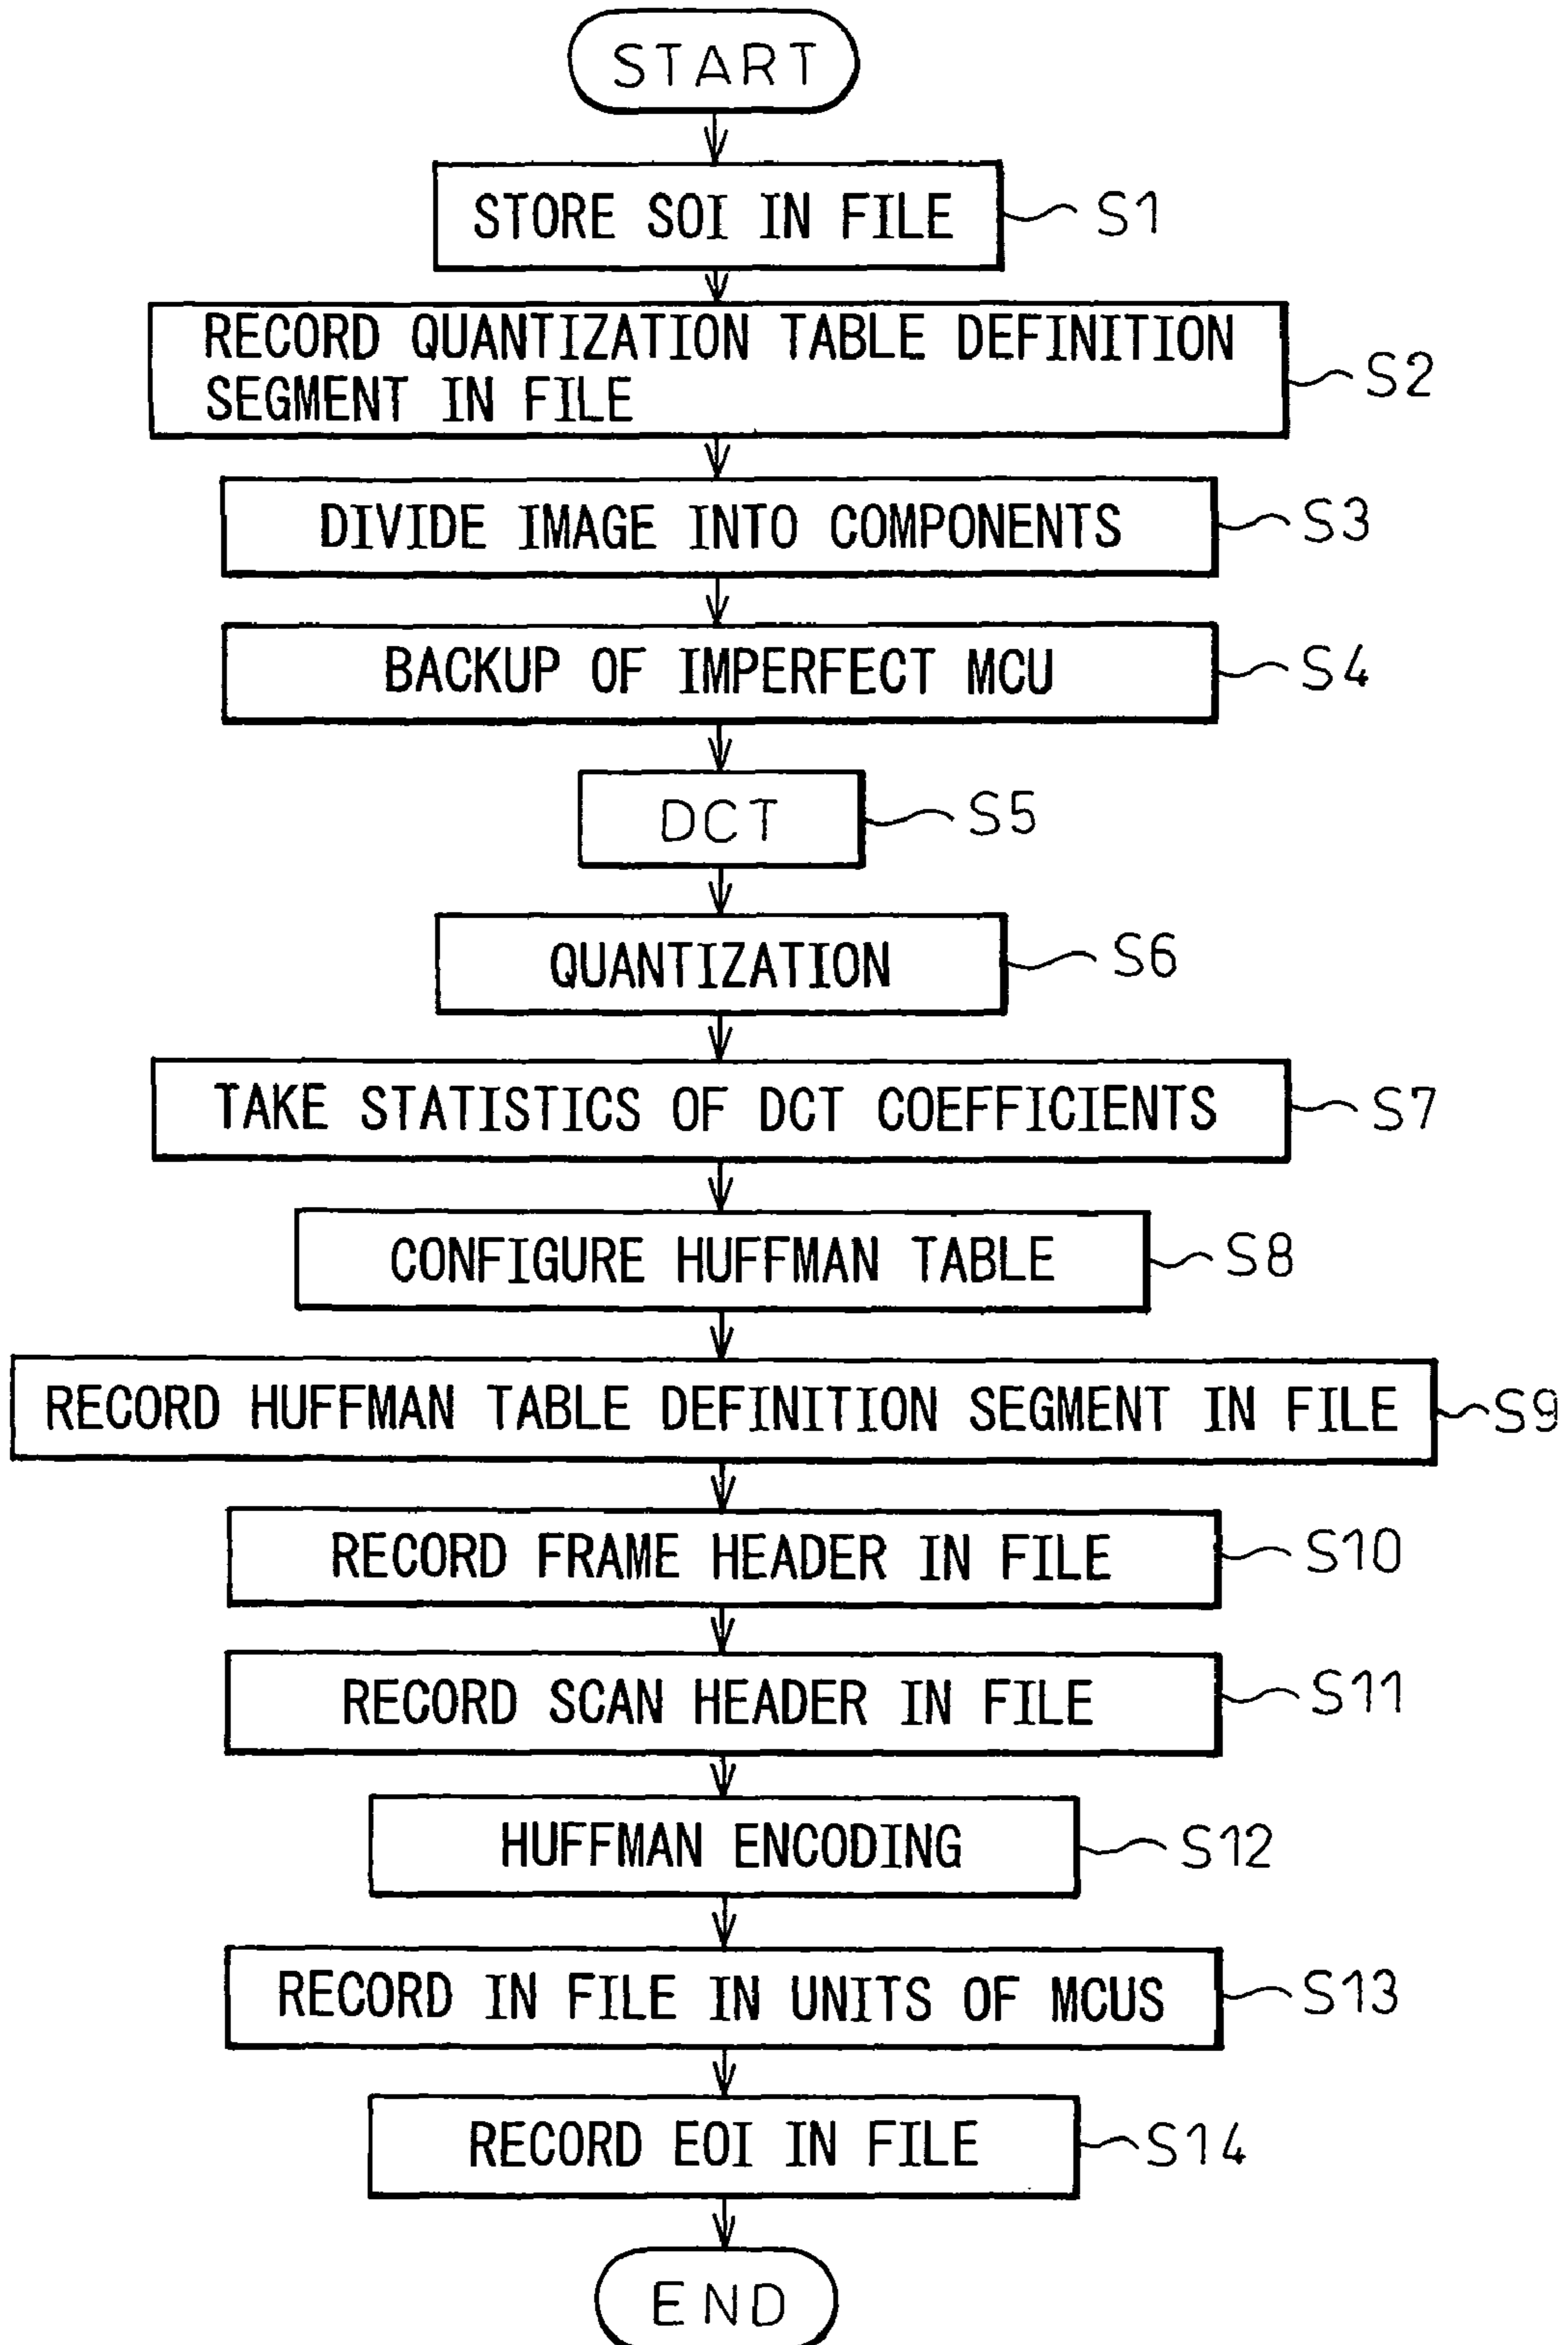 START
STORE SOI IN FILE
S1
RECORD QUANTIZATION TABLE DEFINITION
SEGMENT IN FILE
S2
DIVIDE IMAGE INTO COMPONENTS
S3
BACKUP OF IMPERFECT MCU
S4
DCT
S5
QUANTIZATION
S6
TAKE STATISTICS OF DCT COEFFICIENTS
S7
CONFIGURE HUFFMAN TABLE
S8
RECORD HUFFMAN TABLE DEFINITION SEGMENT IN FILE
S9
RECORD FRAME HEADER IN FILE
S10
RECORD SCAN HEADER IN FILE
S11
HUFFMAN ENCODING
S12
RECORD IN FILE IN UNITS OF MCUS
S13
RECORD EOI IN FILE
S14
END